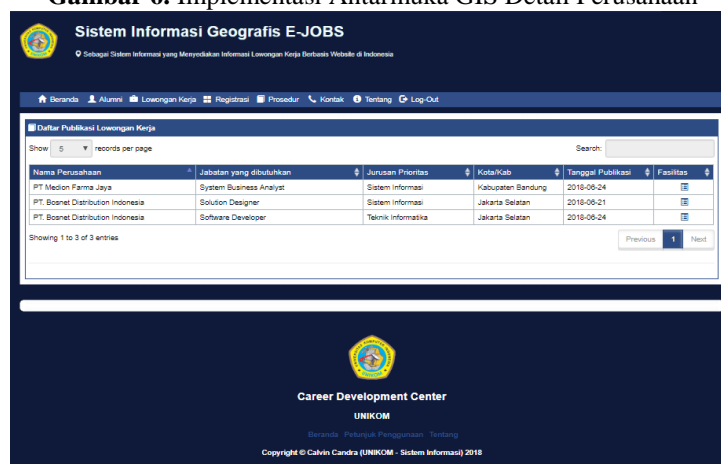 Gambar 6. Implementasi Antarmuka GIS Detail Perusahaan
Sistem Informasi Geografis E-JOBS
Sebagai Sistem Informasi yang Menyediakan Informasi Lowongan Kerja Berbasis Website di Indonesia
Beranda Alumni Lowongan Kerja Registrasi Prosedur Kontak Tentang Log-Out
Daftar Publikasi Lowongan Kerja
Show 5 records per page Search:
Nama Perusahaan Jabatan yang dibutuhkan Jurusan Prioritas Kota/Kab Tanggal Publikasi Fasilitas
PT Medion Farma Jaya System Business Analyst Sistem Informasi Kabupaten Bandung 2018-06-24
PT. Bosnet Distribution Indonesia Solution Designer Sistem Informasi Jakarta Selatan 2018-06-21
PT. Bosnet Distribution Indonesia Software Developer Teknik Informatika Jakarta Selatan 2018-06-24
Showing 1 to 3 of 3 entries Previous 1 Next
Career Development Center
UNIKOM
Beranda Petunjuk Penggunaan Tentang
Copyright © Calvin Candra (UNIKOM - Sistem Informasi) 2018